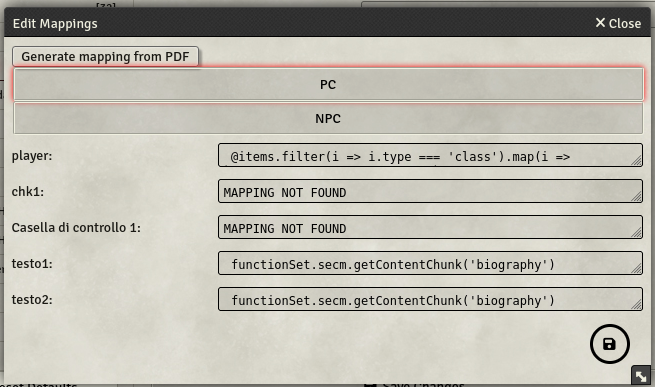 Edit Mappings
Close
Generate mapping from PDF
PC
NPC
player:
@items.filter(i => i.type === 'class').map(i =>
chk1:
MAPPING NOT FOUND
Casella di controllo 1:
MAPPING NOT FOUND
testo1:
functionSet.secm.getContentChunk('biography')
testo2:
functionSet.secm.getContentChunk('biography')